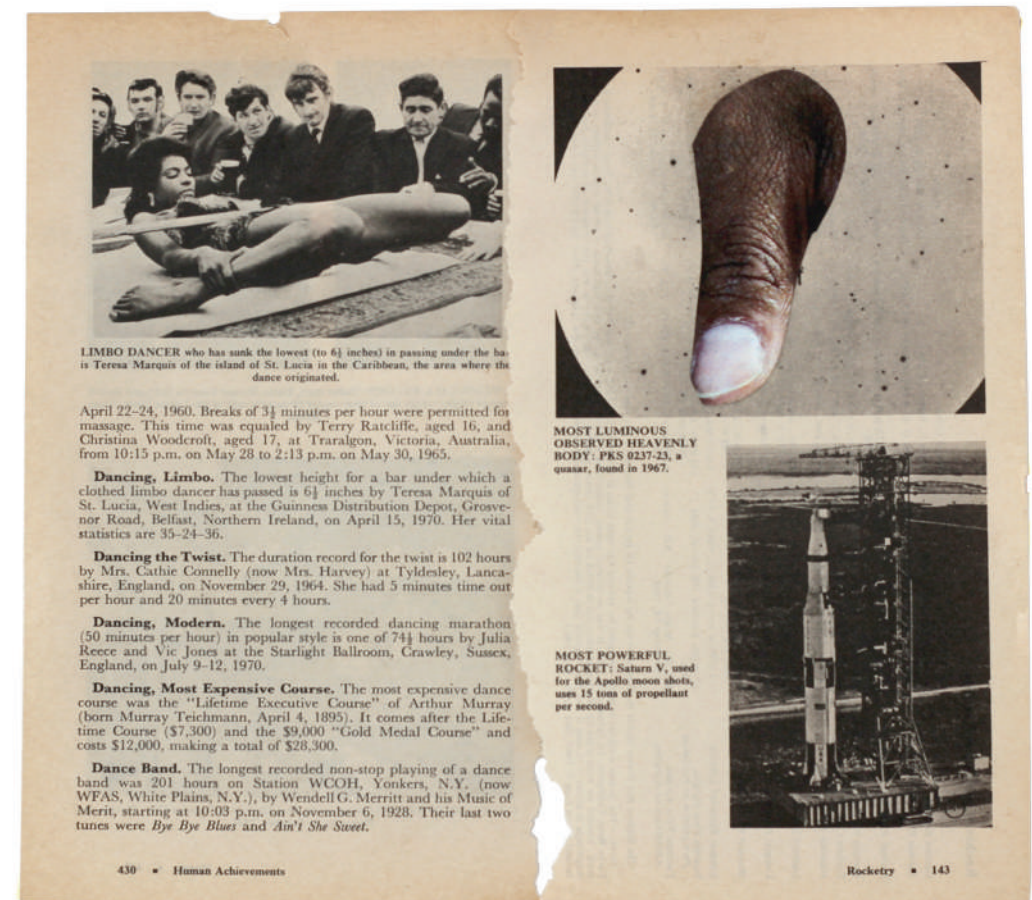 LIMBO DANCER who has sunk the lowest (to 6½ inches) in passing under the
is Teresa Marquis of the island of St. Lucia in the Caribbean, the area where
dance originated.
April 22–24, 1960. Breaks of 3½ minutes per hour were permitted for
massage. This time was equaled by Terry Ratcliffe, aged 16, and
Christina Woodcroft, aged 17, at Traralgon, Victoria, Australia,
from 10:15 p.m. on May 28 to 2:13 p.m. on May 30, 1965.
Dancing, Limbo. The lowest height for a bar under which a
clothed limbo dancer has passed is 6½ inches by Teresa Marquis of
St. Lucia, West Indies, at the Guinness Distribution Depot, Grosve-
nor Road, Belfast, Northern Ireland, on April 15, 1970. Her vital
statistics are 35–24–36.
Dancing the Twist. The duration record for the twist is 102 hours
by Mrs. Cathie Connelly (now Mrs. Harvey) at Tyldesley, Lanca-
shire, England, on November 29, 1964. She had 5 minutes time out
per hour and 20 minutes every 4 hours.
Dancing, Modern. The longest recorded dancing marathon
(50 minutes per hour) in popular style is one of 74½ hours by Julia
Reece and Vic Jones at the Starlight Ballroom, Crawley, Sussex,
England, on July 9–12, 1970.
Dancing, Most Expensive Course. The most expensive dance
course was the "Lifetime Executive Course" of Arthur Murray
(born Murray Teichmann, April 4, 1895). It comes after the Life-
time Course ($7,300) and the $9,000 "Gold Medal Course" and
costs $12,000, making a total of $28,300.
Dance Band. The longest recorded non-stop playing of a dance
band was 201 hours on Station WCOH, Yonkers, N.Y. (now
WFAS, White Plains, N.Y.), by Wendell G. Merritt and his Music of
Merit, starting at 10:03 p.m. on November 6, 1928. Their last two
tunes were Bye Bye Blues and Ain't She Sweet.
430 ▪ Human Achievements
MOST LUMINOUS
OBSERVED HEAVENLY
BODY: PKS 0237-23, a
quasar, found in 1967.
MOST POWERFUL
ROCKET: Saturn V, used
for the Apollo moon shots,
uses 15 tons of propellant
per second.
Rocketry ▪ 143